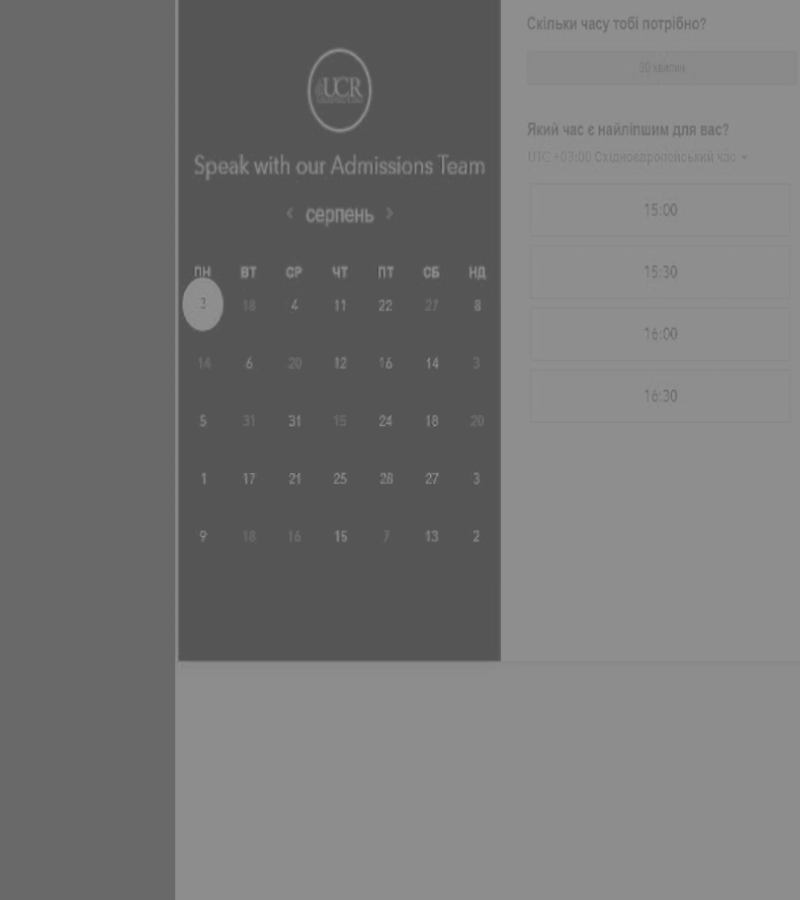 UCR
Speak with our Admissions Team
серпень
ПН ВТ СР ЧТ ПТ СБ НД
3 18 4 11 22 27 8
14 6 20 12 16 14 3
5 31 31 15 24 18 20
1 17 21 25 28 27 3
9 18 16 15 7 13 2
Скільки часу тобі потрібно?
30 хвилин
Який час є найліпшим для вас?
UTC +03:00 Східноєвропейський час
15:00
15:30
16:00
16:30